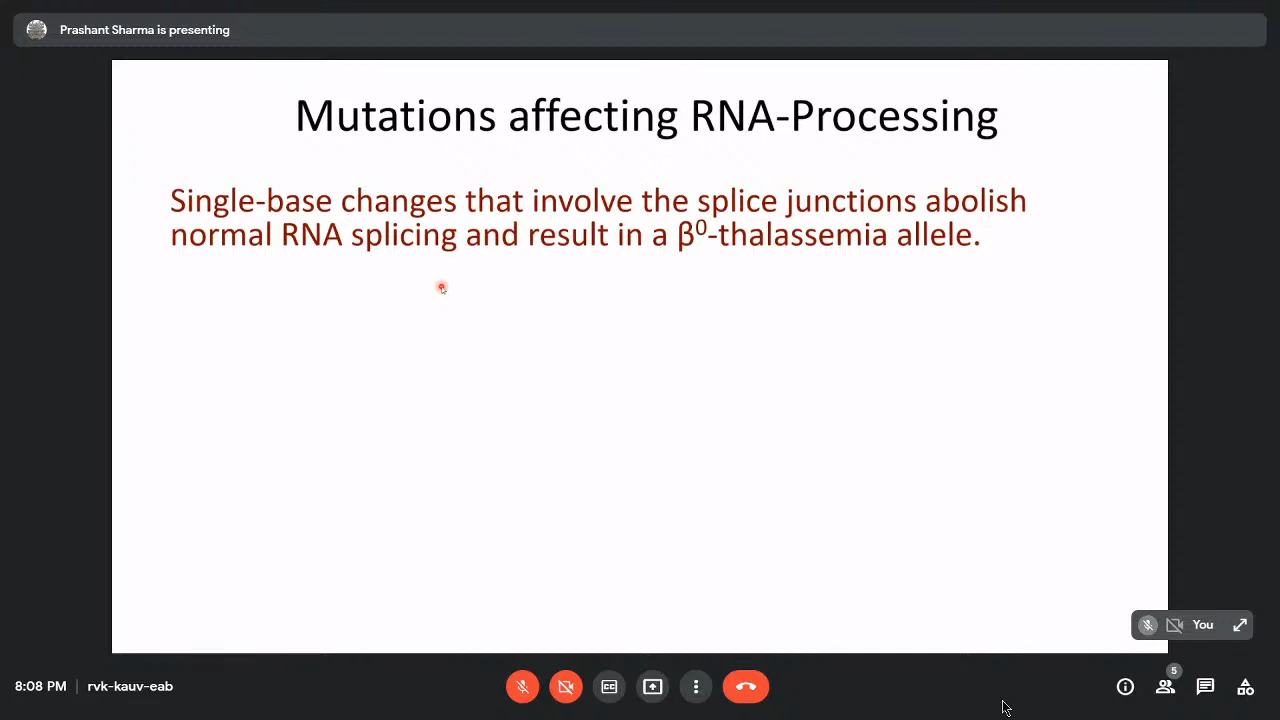 Prashant Sharma is presenting
Mutations affecting RNA-Processing
Single-base changes that involve the splice junctions abolish
normal RNA splicing and result in a β⁰-thalassemia allele.
You
8:08 PM | rvk-kauv-eab
CC
5